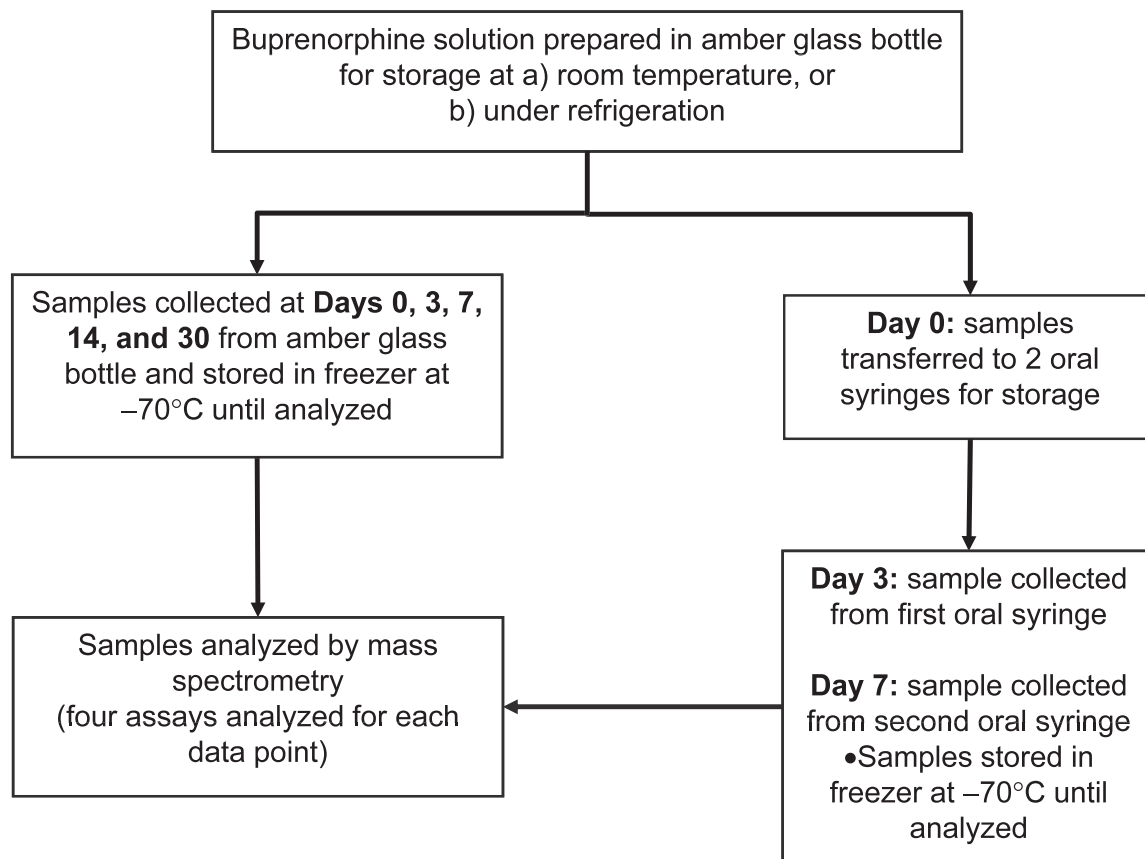 Buprenorphine solution prepared in amber glass bottle
for storage at a) room temperature, or
b) under refrigeration
Samples collected at Days 0, 3, 7,
14, and 30 from amber glass
bottle and stored in freezer at
–70°C until analyzed
Day 0: samples
transferred to 2 oral
syringes for storage
Day 3: sample collected
from first oral syringe
Day 7: sample collected
from second oral syringe
•Samples stored in
freezer at –70°C until
analyzed
Samples analyzed by mass
spectrometry
(four assays analyzed for each
data point)